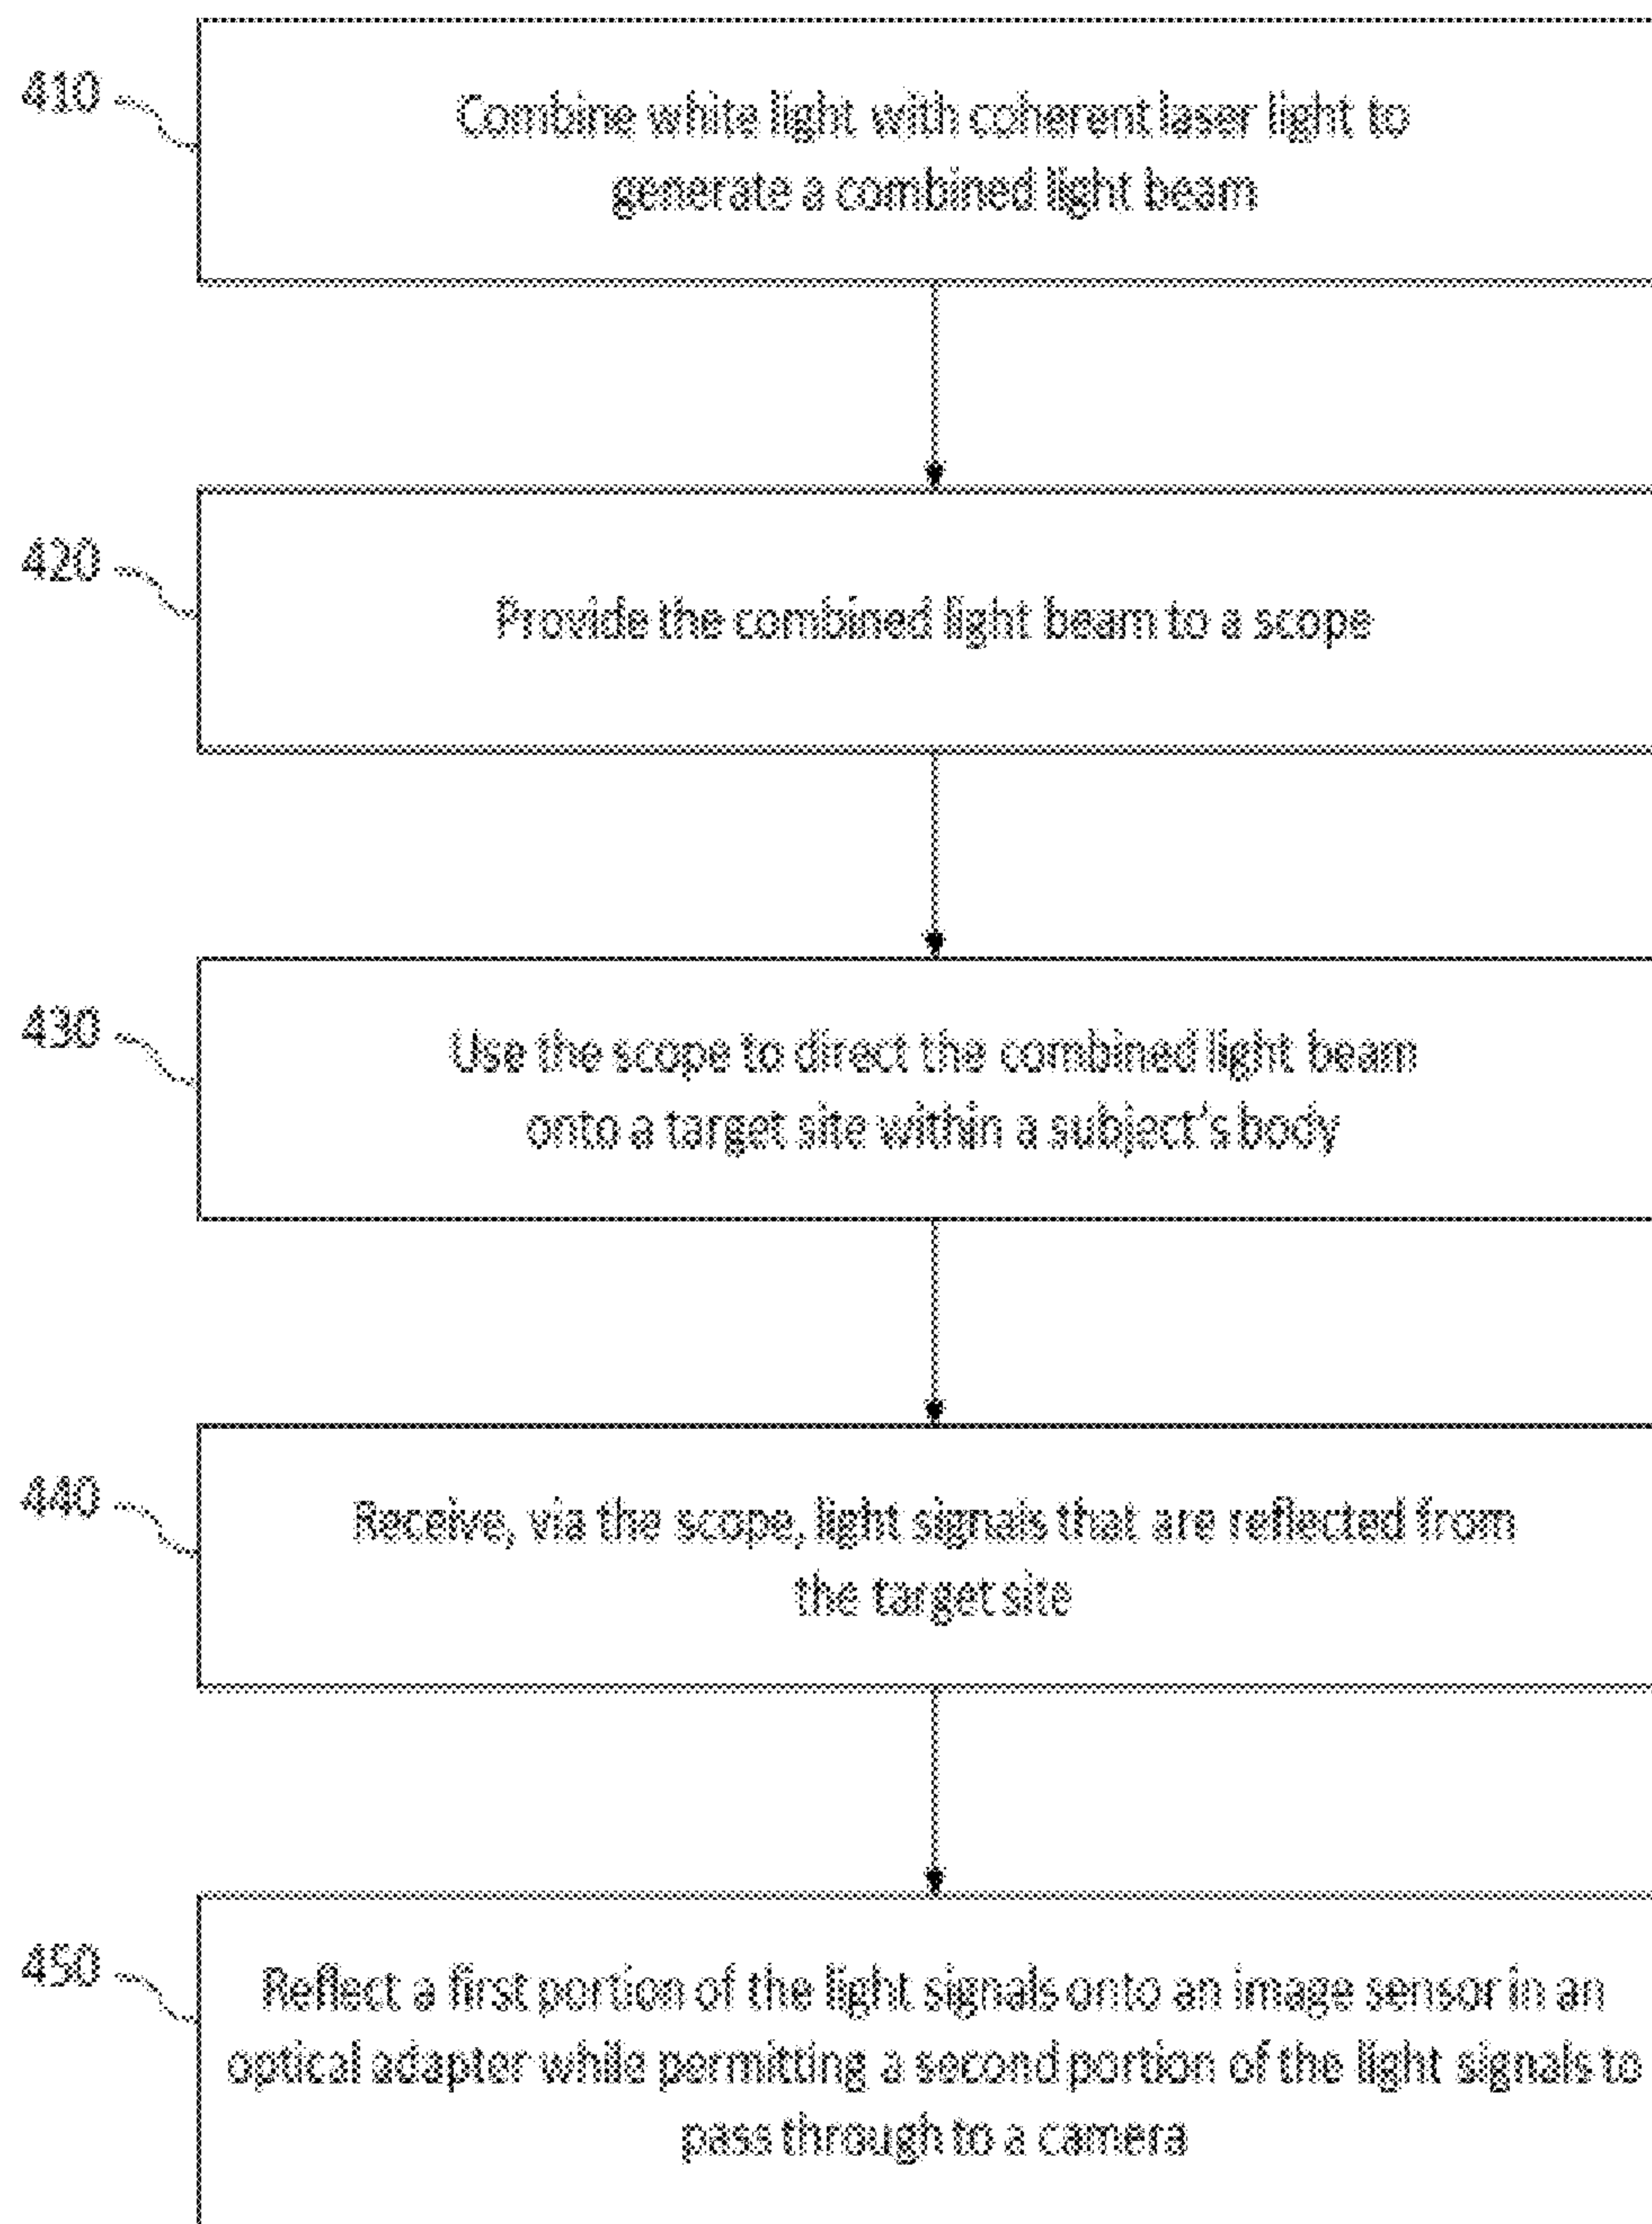 410
Combine white light with coherent laser light to
generate a combined light beam
420
Provide the combined light beam to a scope
430
Use the scope to direct the combined light beam
onto a target site within a subject's body
440
Receive, via the scope, light signals that are reflected from
the target site
450
Reflect a first portion of the light signals onto an image sensor in an
optical adapter while permitting a second portion of the light signals to
pass through to a camera